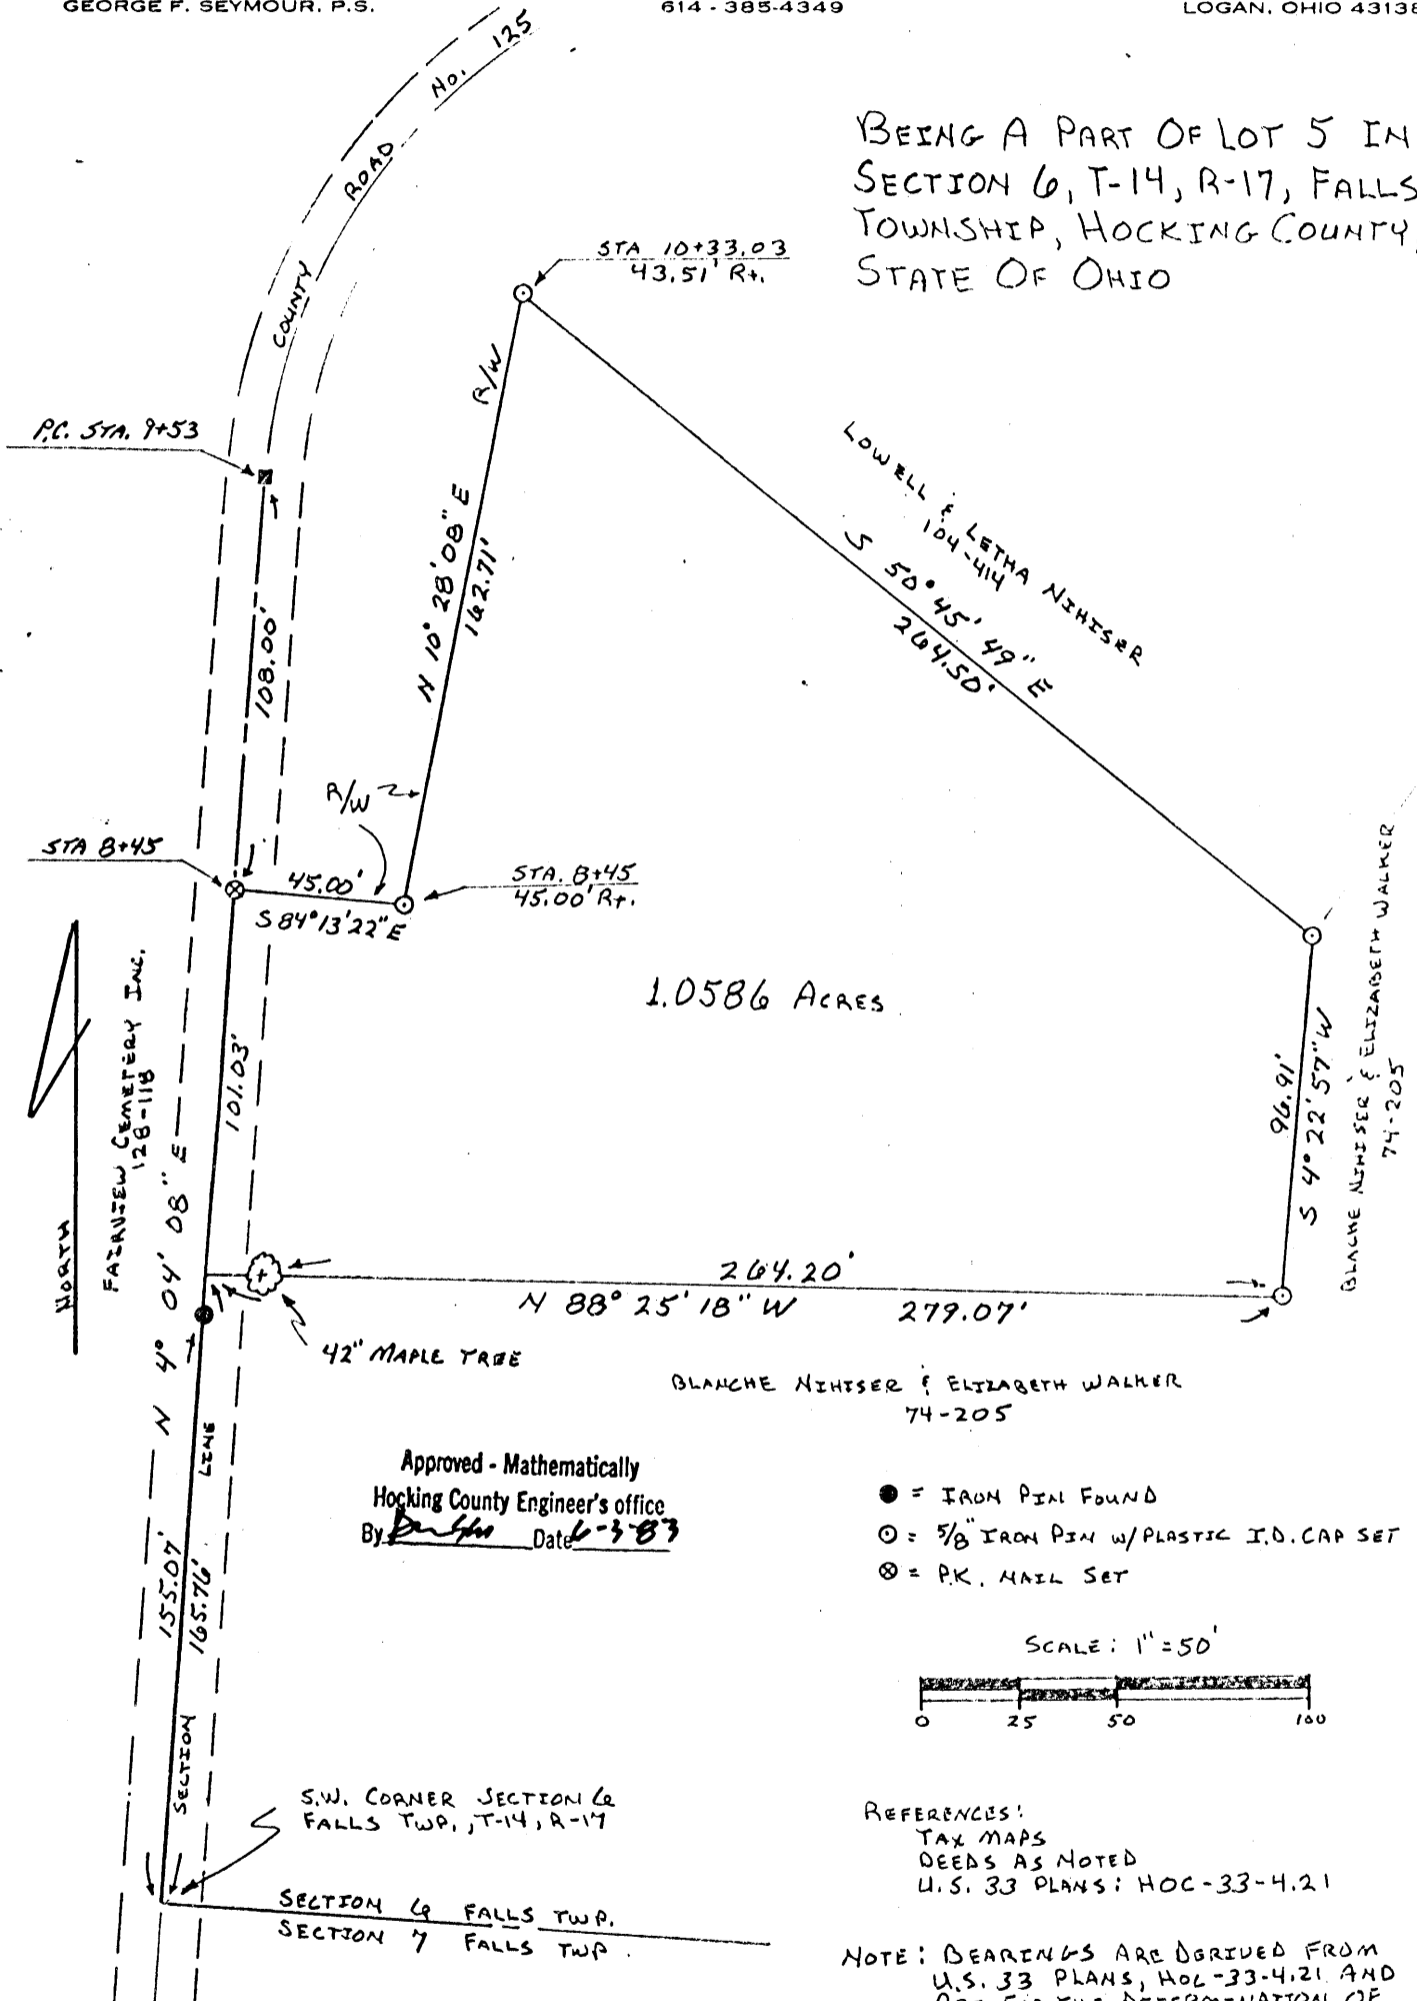 GEORGE F. SEYMOUR, P.S.
614 - 385-4349
LOGAN, OHIO 43138
COUNTY ROAD No. 125
BEING A PART OF LOT 5 IN
SECTION 6, T-14, R-17, FALLS
TOWNSHIP, HOCKING COUNTY,
STATE OF OHIO
STA 10+33.03
43.51' Rt.
P.C. STA. 9+53
R/W
N 10° 28' 08" E
162.71'
LOWELL & LETHA NIHISER
104-414
S 50° 45' 49" E
264.50'
108.00'
R/W
STA 8+45
45.00'
S 84° 13' 22" E
STA. 8+45
45.00' Rt.
1.0586 ACRES
NORTH
FAIRVIEW CEMETERY INC.
128-118
101.03'
N 4° 04' 08" E
96.91'
S 4° 22' 57" W
BLANCHE NIHISER & ELIZABETH WALKER
74-205
264.20'
N 88° 25' 18" W
279.07'
42" MAPLE TREE
BLANCHE NIHISER & ELIZABETH WALKER
74-205
Approved - Mathematically
Hocking County Engineer's office
By Date 6-3-83
● = IRON PIN FOUND
⊙ = 5/8" IRON PIN W/ PLASTIC I.D. CAP SET
⊗ = P.K. NAIL SET
155.07'
165.76'
SECTION LINE
SCALE: 1" = 50'
0 25 50 100
S.W. CORNER SECTION 6
FALLS TWP., T-14, R-17
SECTION 6 FALLS TWP.
SECTION 7 FALLS TWP.
REFERENCES:
TAX MAPS
DEEDS AS NOTED
U.S. 33 PLANS: HOC-33-4.21
NOTE: BEARINGS ARE DERIVED FROM
U.S. 33 PLANS, HOC-33-4.21 AND
ARE FOR THE DETERMINATION OF